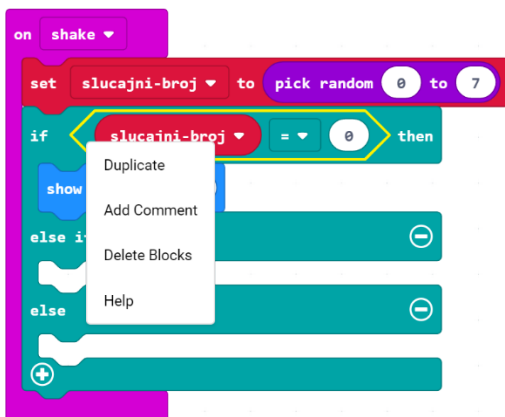 on shake
set slucajni-broj to pick random 0 to 7
if slucajni-broj = 0 then
Duplicate
show
Add Comment
else if
Delete Blocks
else
Help